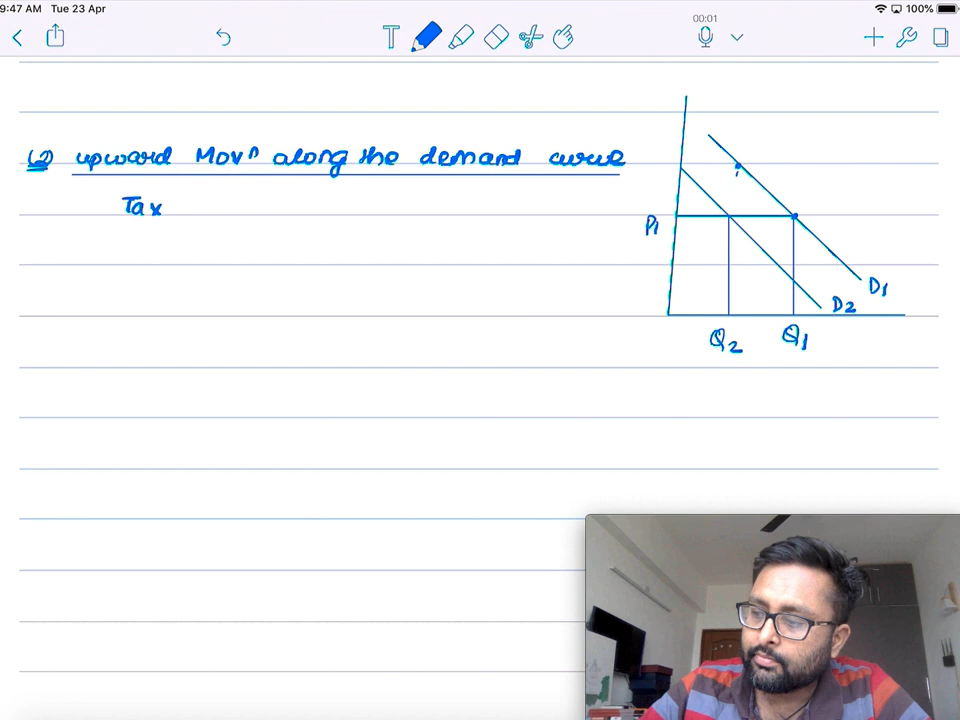 9:47 AM Tue 23 Apr
100%
00:01
T
(2) upward Movn along the demand curve
Tax
P1
D1
D2
Q2
Q1